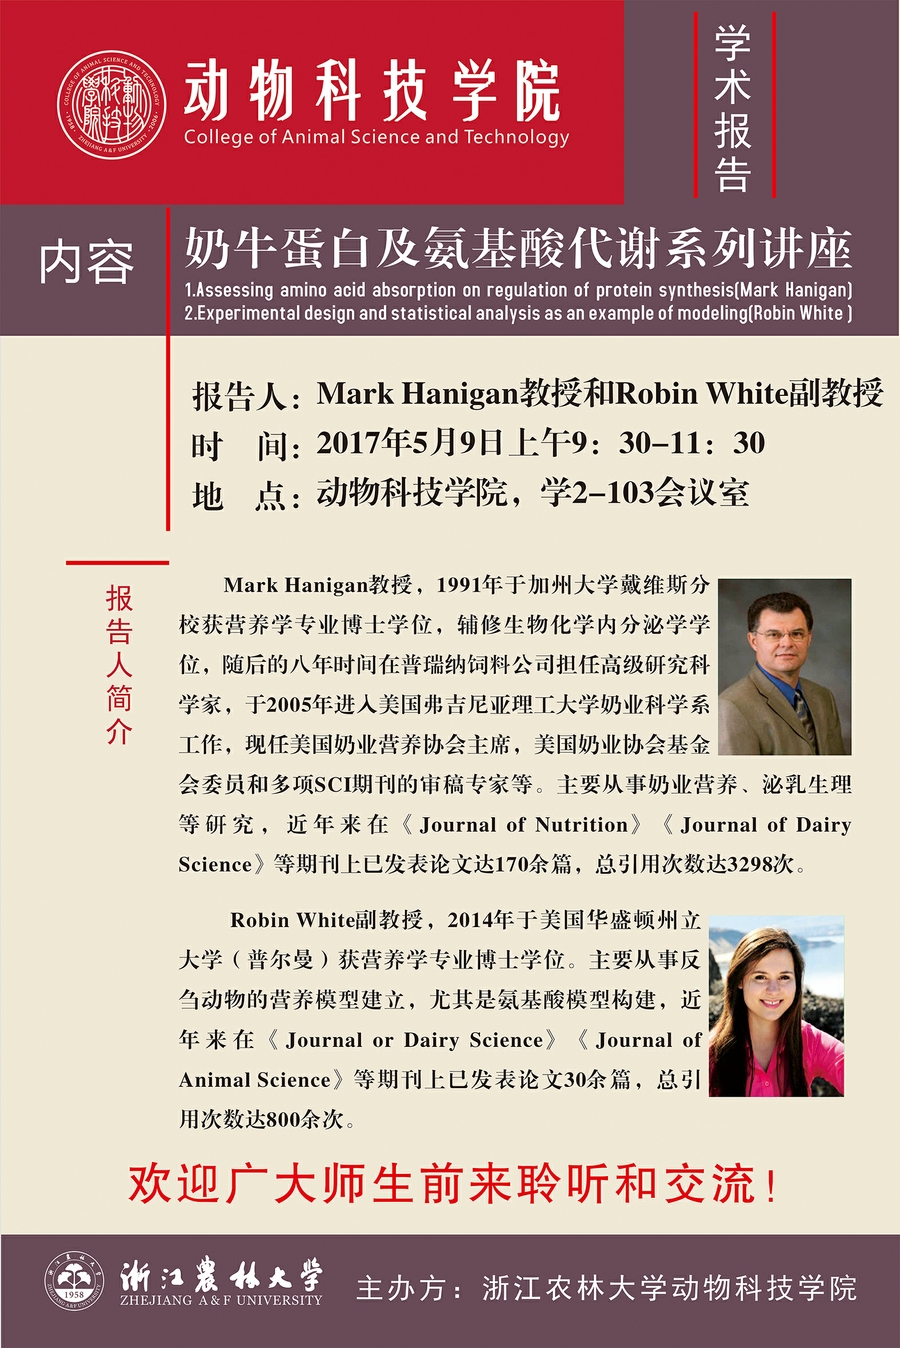 动物科技学院
College of Animal Science and Technology
学术报告
内容
奶牛蛋白及氨基酸代谢系列讲座
1.Assessing amino acid absorption on regulation of protein synthesis(Mark Hanigan)
2.Experimental design and statistical analysis as an example of modeling(Robin White )
报告人：Mark Hanigan教授和Robin White副教授
时 间：2017年5月9日上午9：30-11：30
地 点：动物科技学院，学2-103会议室
报告人简介
Mark Hanigan教授，1991年于加州大学戴维斯分
校获营养学专业博士学位，辅修生物化学内分泌学学
位，随后的八年时间在普瑞纳饲料公司担任高级研究科
学家，于2005年进入美国弗吉尼亚理工大学奶业科学系
工作，现任美国奶业营养协会主席，美国奶业协会基金
会委员和多项SCI期刊的审稿专家等。主要从事奶业营养、泌乳生理
等研究，近年来在《Journal of Nutrition》《Journal of Dairy
Science》等期刊上已发表论文达170余篇，总引用次数达3298次。
Robin White副教授，2014年于美国华盛顿州立
大学（普尔曼）获营养学专业博士学位。主要从事反
刍动物的营养模型建立，尤其是氨基酸模型构建，近
年来在《Journal or Dairy Science》《Journal of
Animal Science》等期刊上已发表论文30余篇，总引
用次数达800余次。
欢迎广大师生前来聆听和交流！
1958
浙江农林大学
ZHEJIANG A&F UNIVERSITY
主办方：浙江农林大学动物科技学院